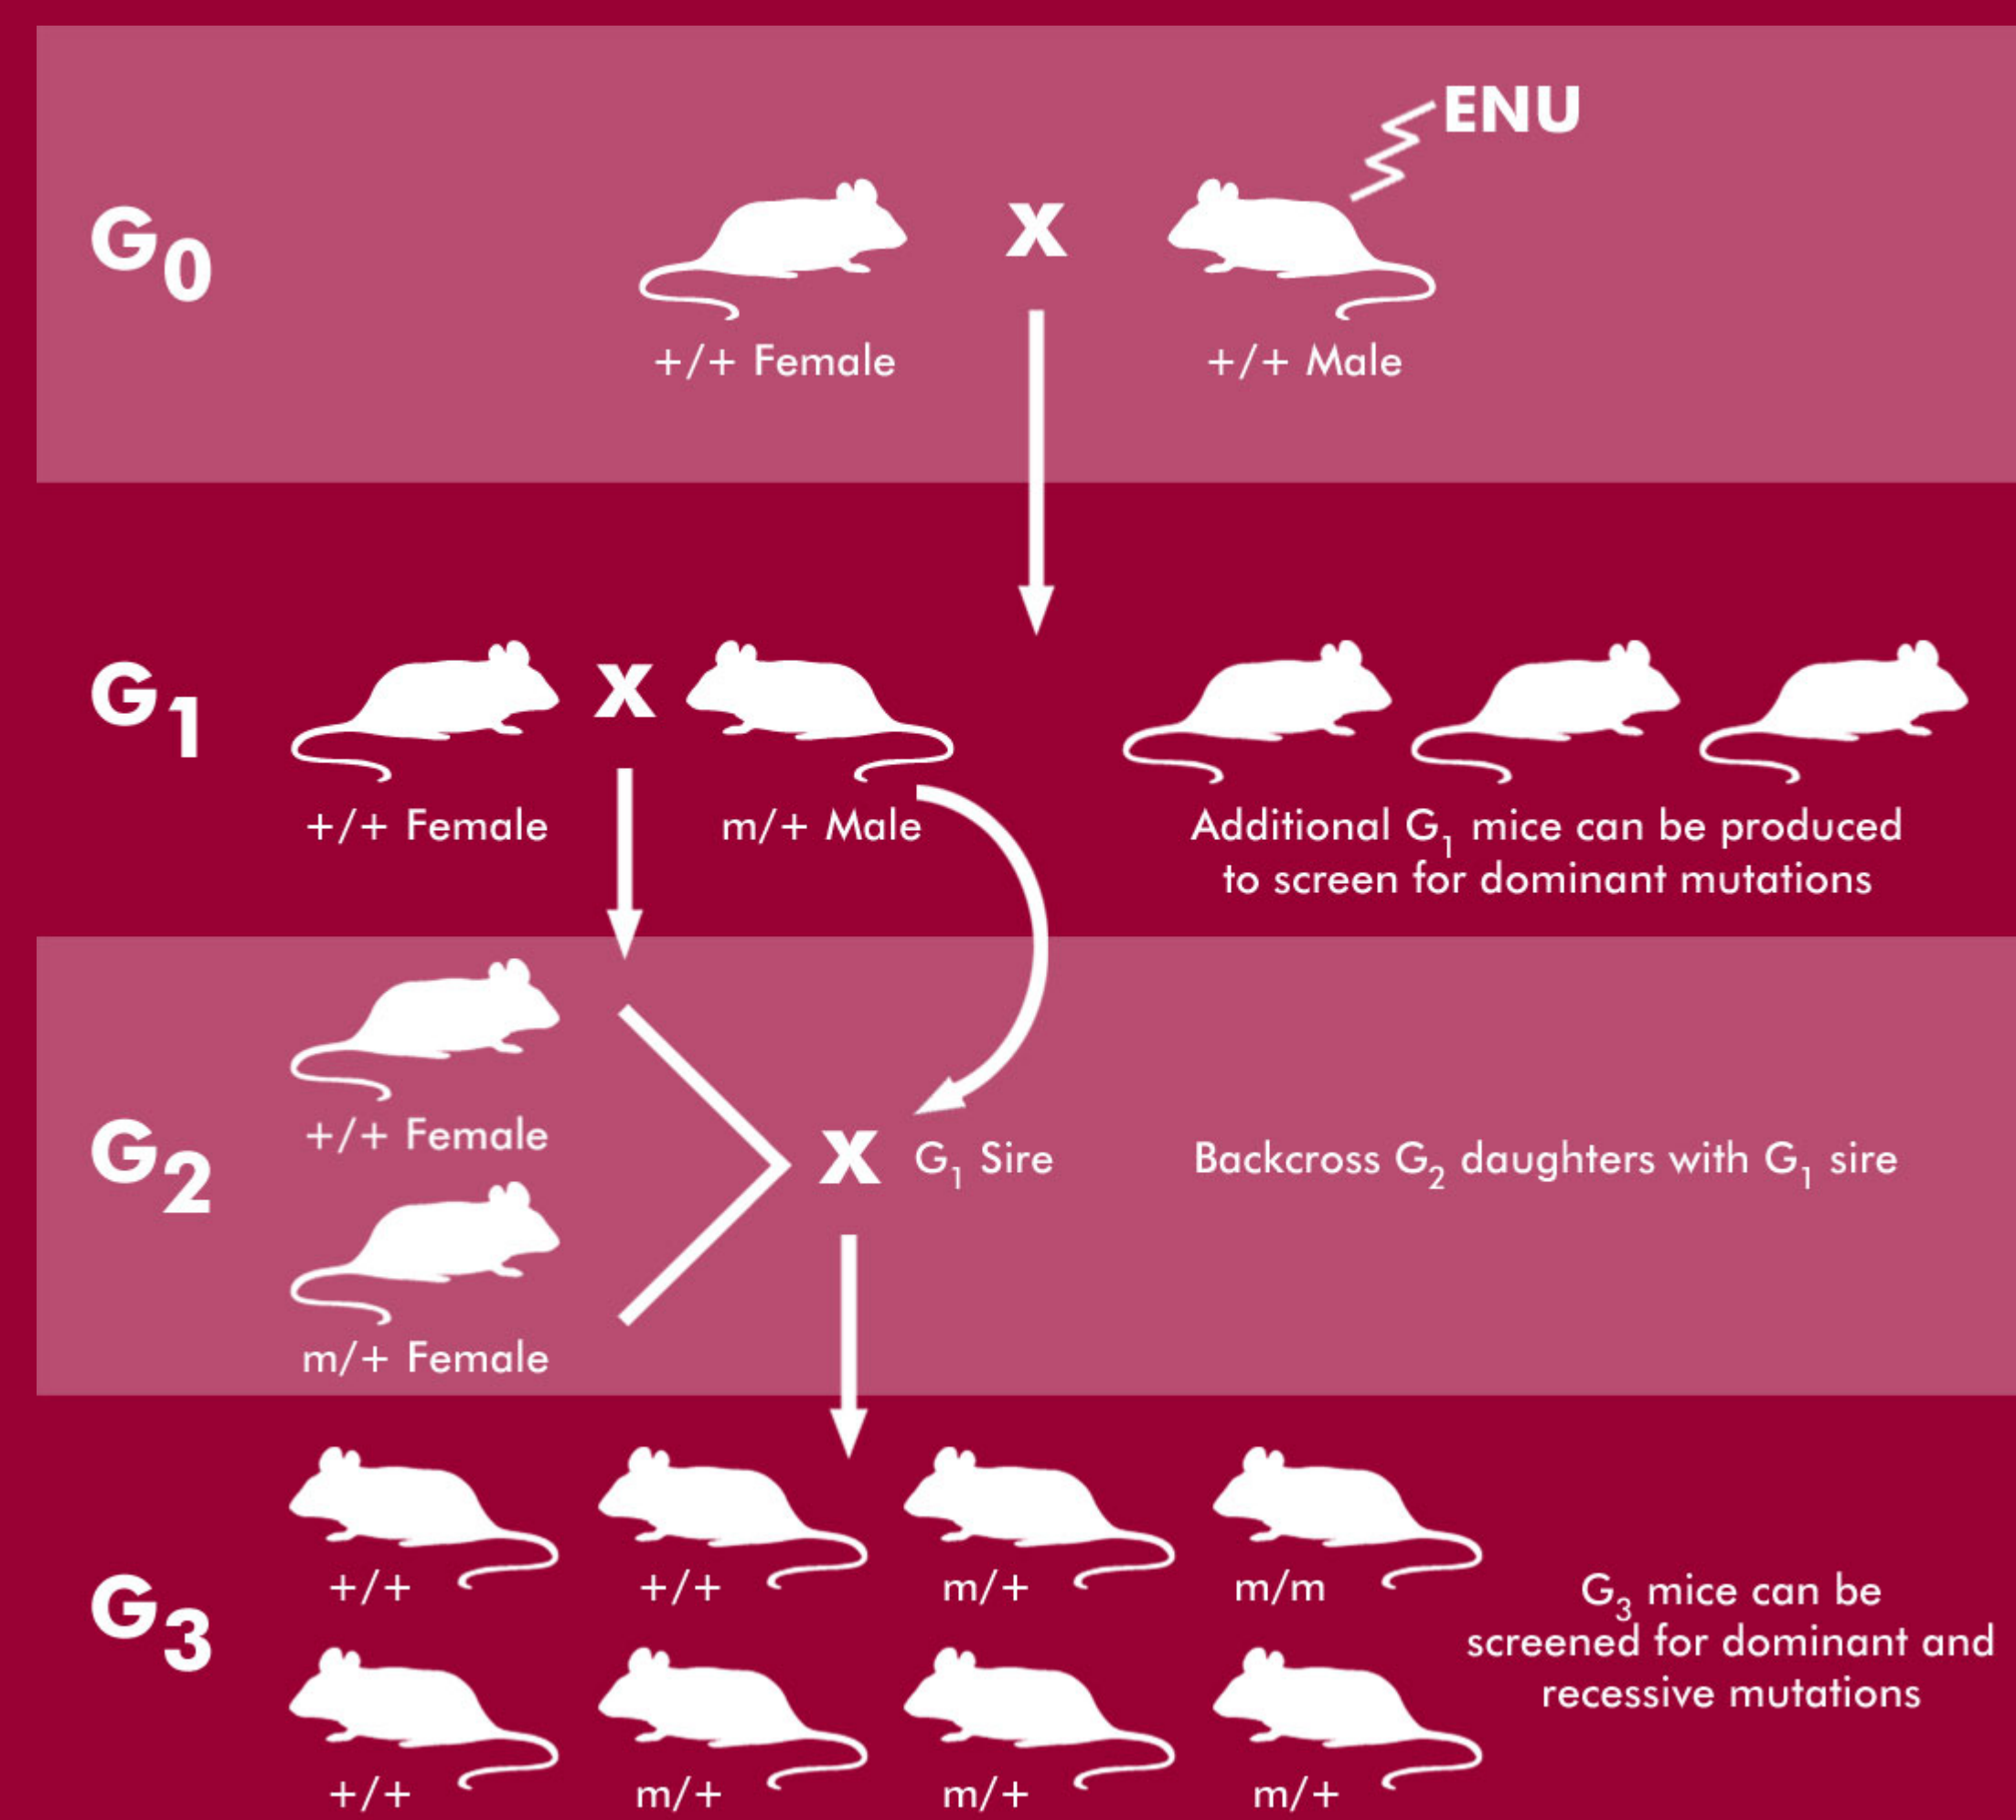 ENU
G0
X
+/+ Female
+/+ Male
G1
X
+/+ Female
m/+ Male
Additional G1 mice can be produced
to screen for dominant mutations
+/+ Female
G2
X
G1 Sire
Backcross G2 daughters with G1 sire
m/+ Female
G3
+/+
+/+
m/+
m/m
G3 mice can be
screened for dominant and
recessive mutations
+/+
m/+
m/+
m/+